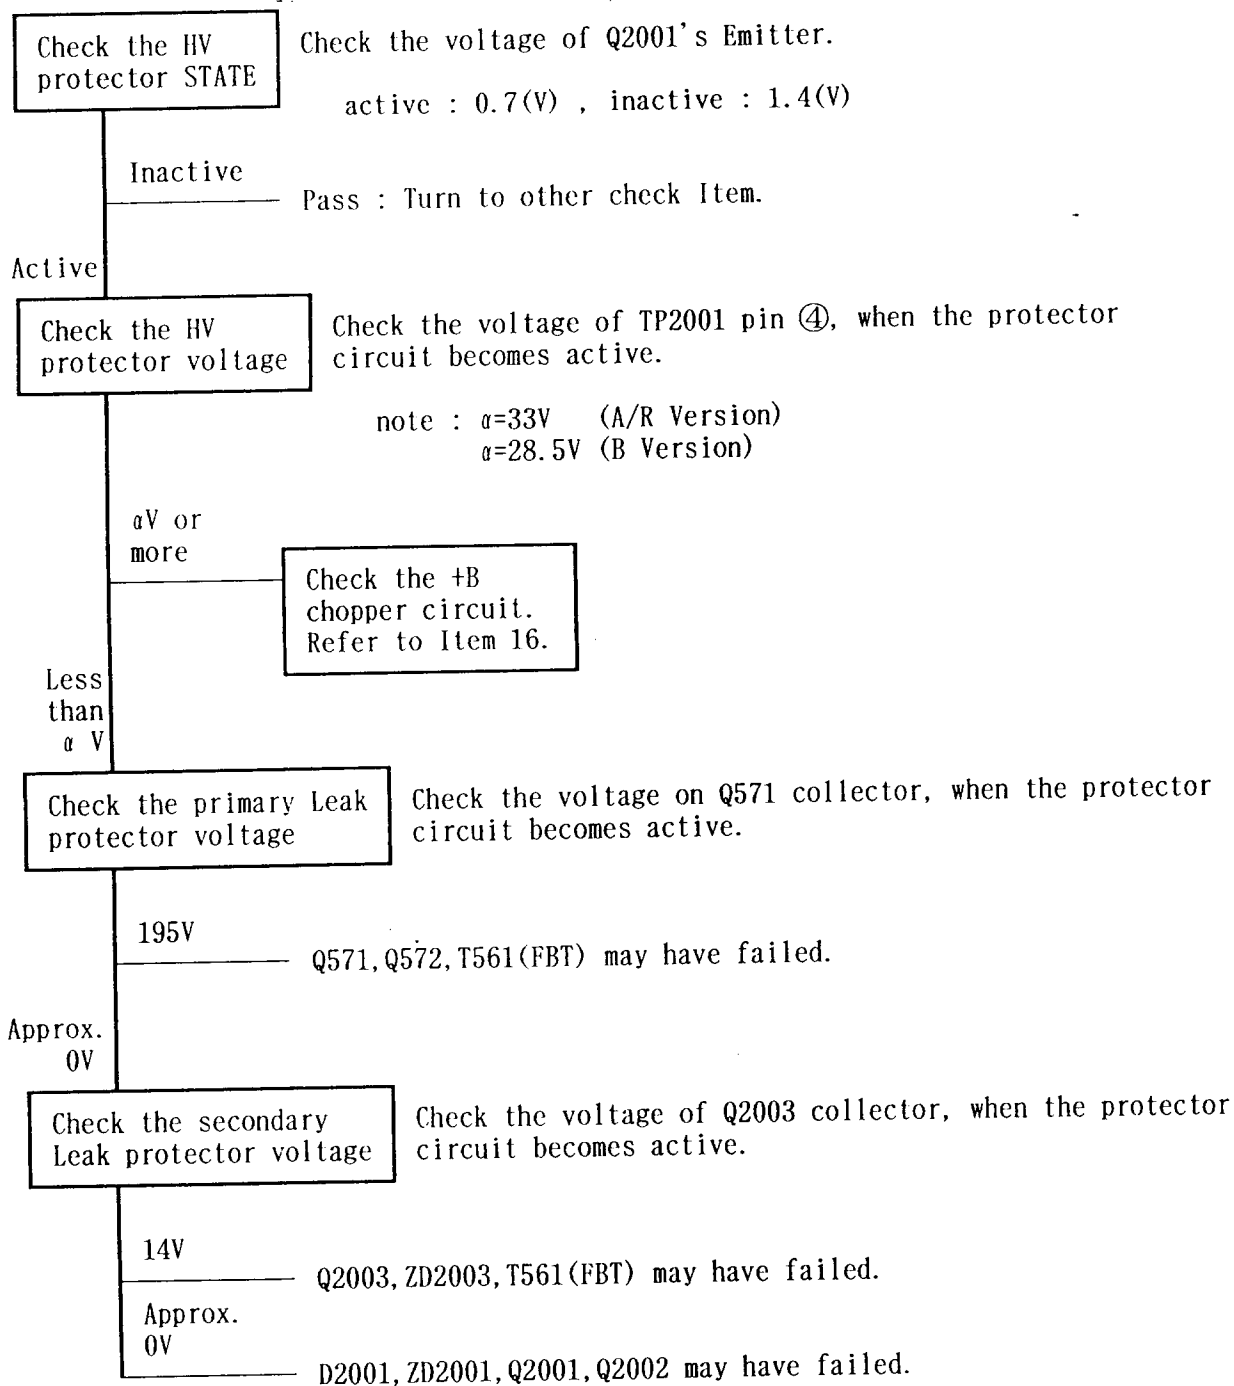 Check the HV
protector STATE
Check the voltage of Q2001's Emitter.
active : 0.7(V) , inactive : 1.4(V)
Inactive
Pass : Turn to other check Item.
Active
Check the HV
protector voltage
Check the voltage of TP2001 pin ④, when the protector
circuit becomes active.
note : α=33V (A/R Version)
α=28.5V (B Version)
αV or
more
Check the +B
chopper circuit.
Refer to Item 16.
Less
than
α V
Check the primary Leak
protector voltage
Check the voltage on Q571 collector, when the protector
circuit becomes active.
195V
Q571,Q572,T561(FBT) may have failed.
Approx.
0V
Check the secondary
Leak protector voltage
Check the voltage of Q2003 collector, when the protector
circuit becomes active.
14V
Q2003,ZD2003,T561(FBT) may have failed.
Approx.
0V
D2001,ZD2001,Q2001,Q2002 may have failed.